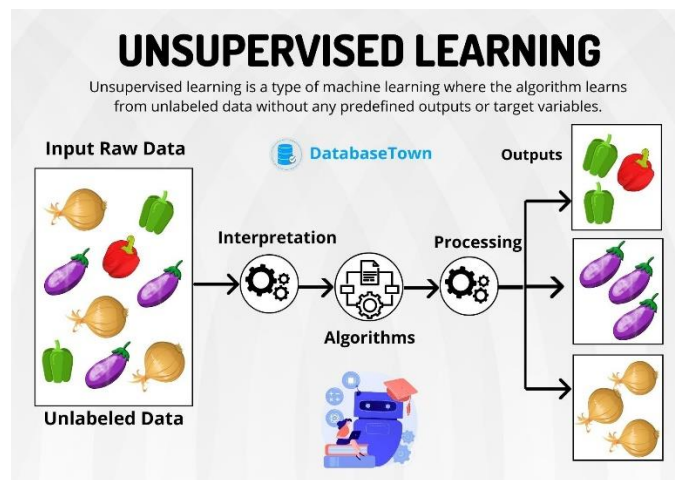 UNSUPERVISED LEARNING
Unsupervised learning is a type of machine learning where the algorithm learns
from unlabeled data without any predefined outputs or target variables.
Input Raw Data
DatabaseTown
Outputs
Interpretation
Processing
Algorithms
Unlabeled Data